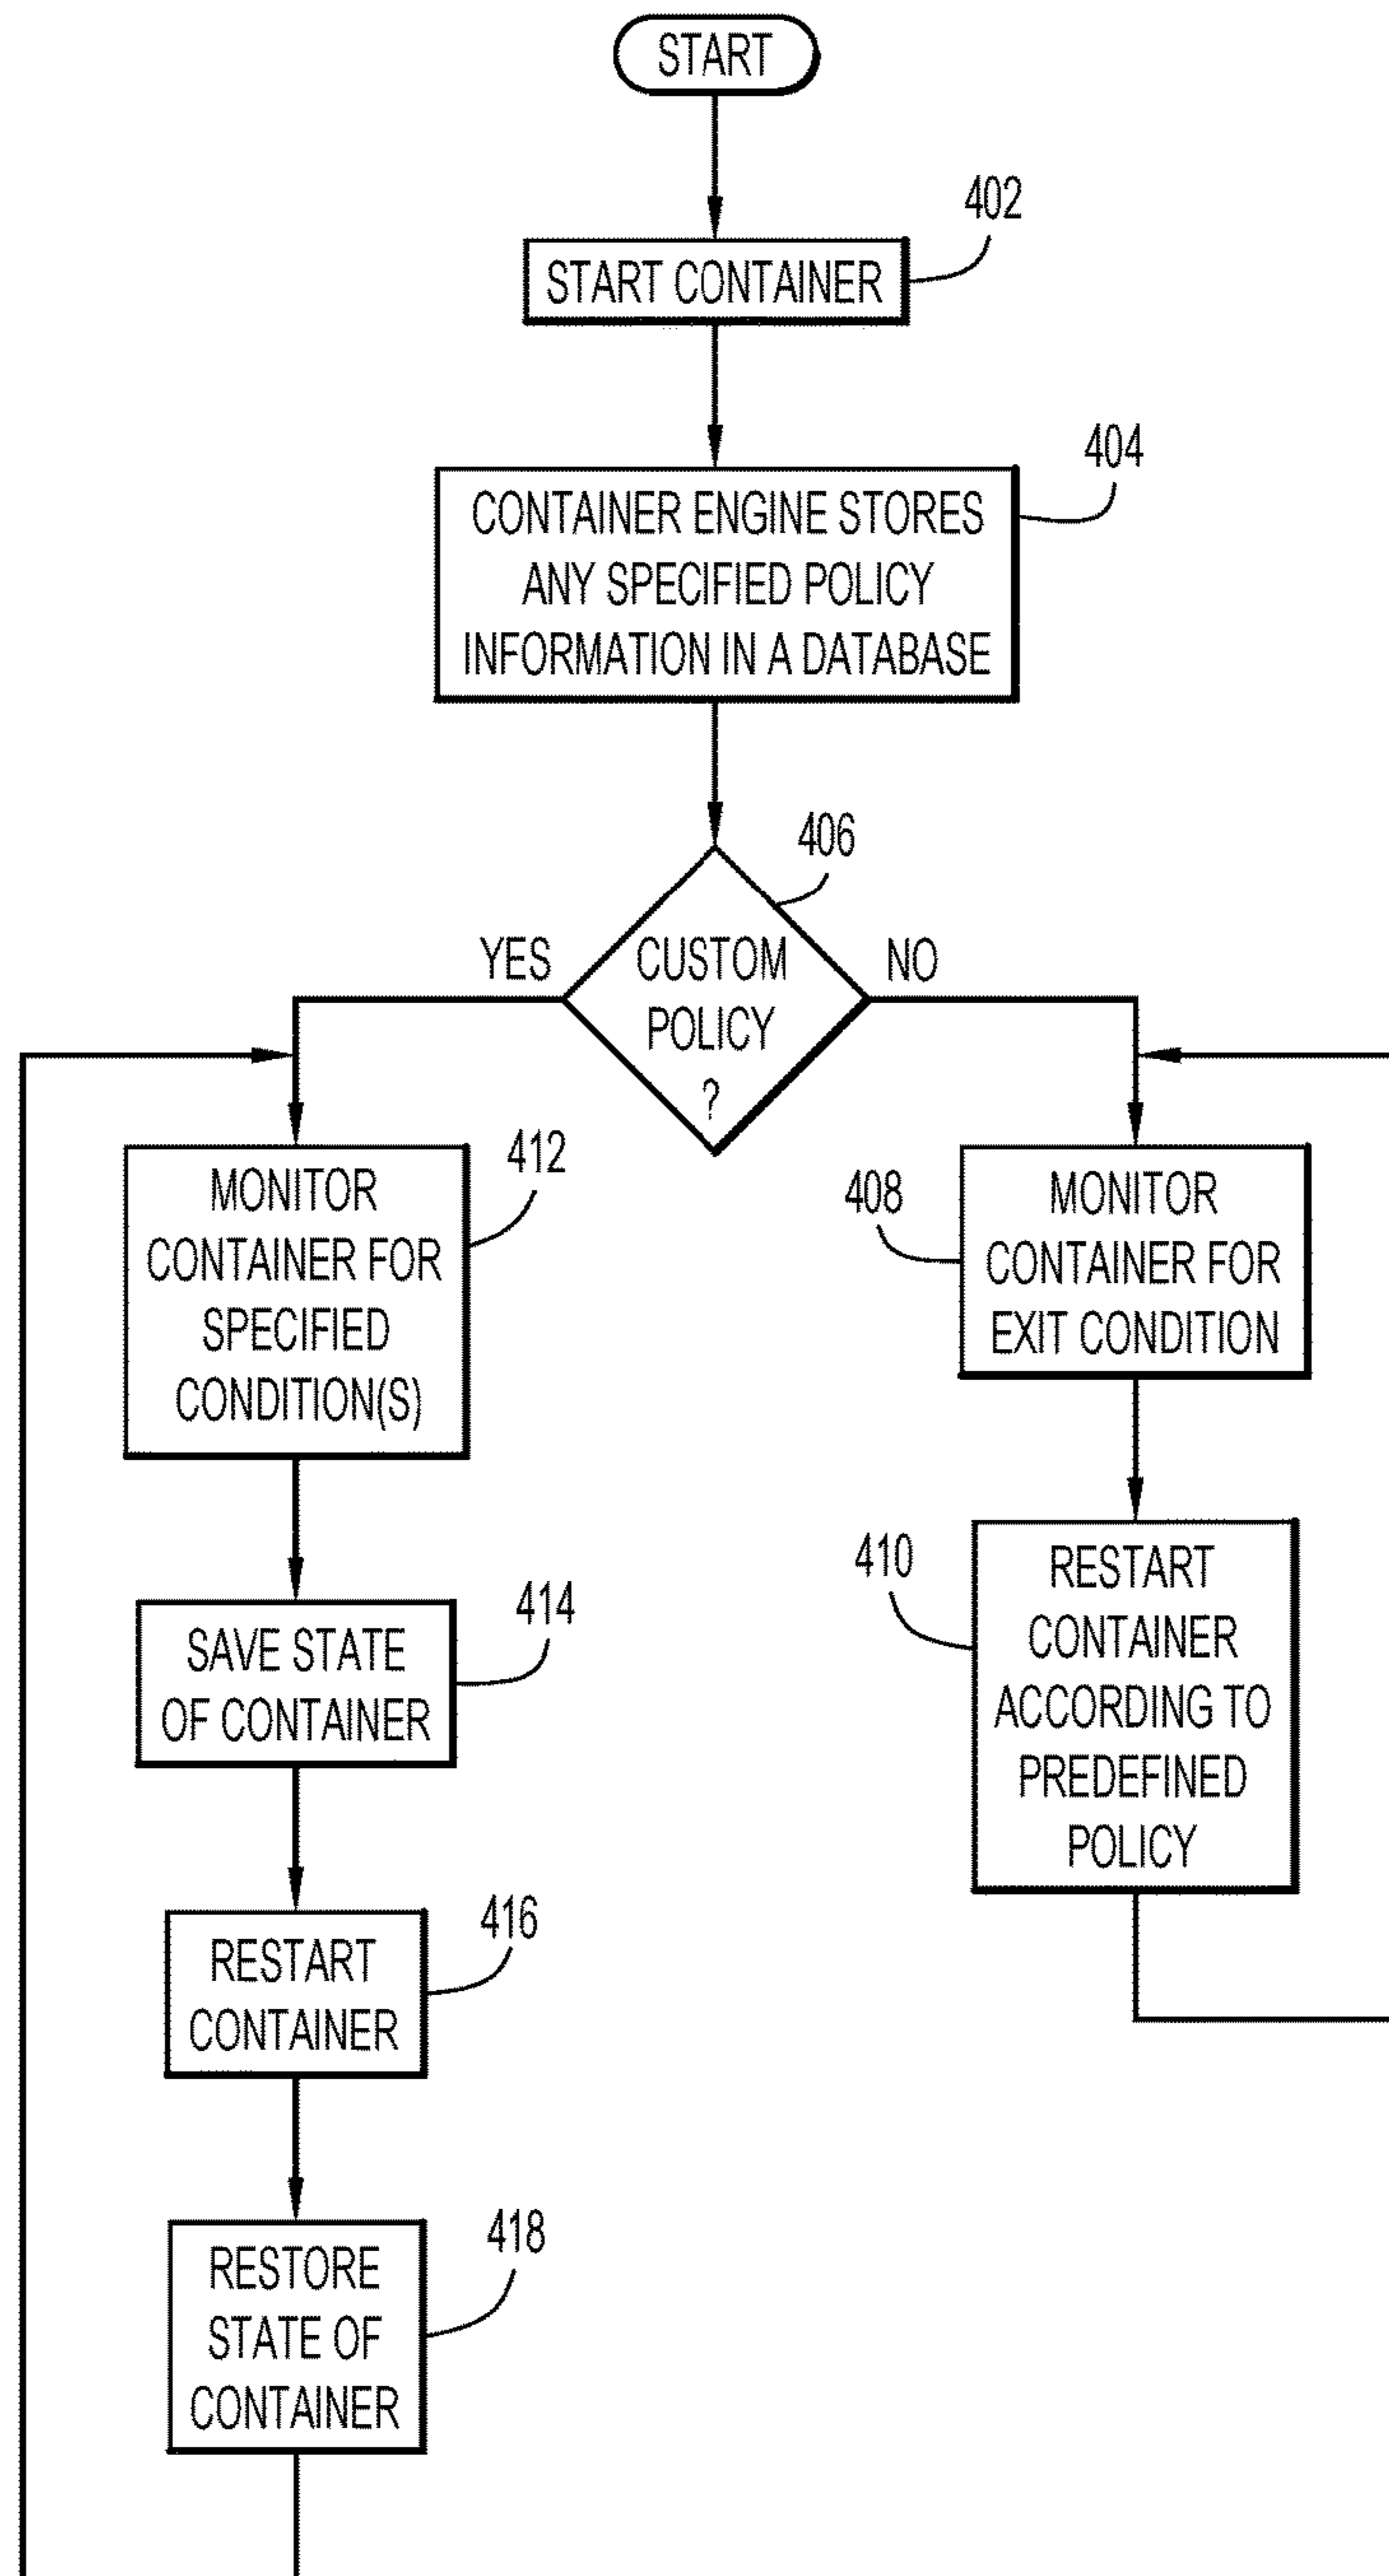 START
402
START CONTAINER
404
CONTAINER ENGINE STORES
ANY SPECIFIED POLICY
INFORMATION IN A DATABASE
406
YES
CUSTOM
POLICY
?
NO
412
MONITOR
CONTAINER FOR
SPECIFIED
CONDITION(S)
408
MONITOR
CONTAINER FOR
EXIT CONDITION
414
SAVE STATE
OF CONTAINER
410
RESTART
CONTAINER
ACCORDING TO
PREDEFINED
POLICY
416
RESTART
CONTAINER
418
RESTORE
STATE OF
CONTAINER